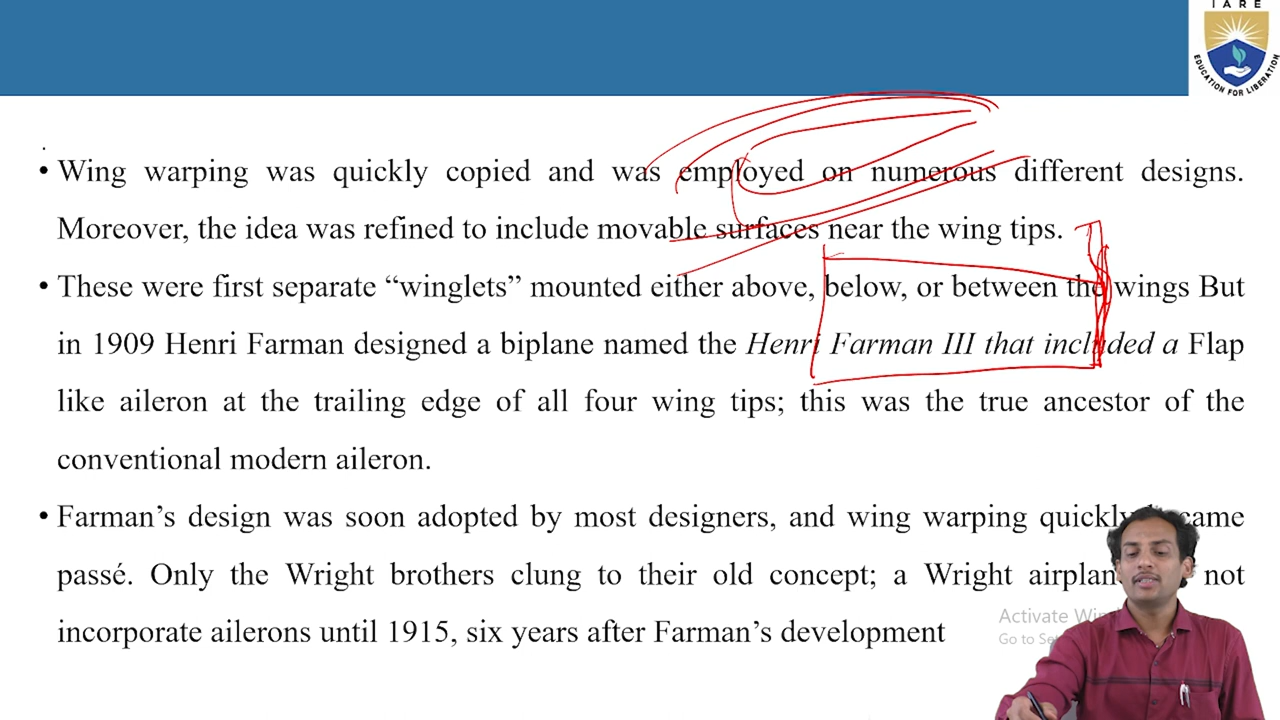 IARE
EDUCATION FOR LIBERATION
• Wing warping was quickly copied and was employed on numerous different designs.
Moreover, the idea was refined to include movable surfaces near the wing tips.
• These were first separate “winglets” mounted either above, below, or between the wings But
in 1909 Henri Farman designed a biplane named the Henri Farman III that included a Flap
like aileron at the trailing edge of all four wing tips; this was the true ancestor of the
conventional modern aileron.
• Farman’s design was soon adopted by most designers, and wing warping quickly
passé. Only the Wright brothers clung to their old concept; a Wright not
incorporate ailerons until 1915, six years after Farman’s development
Activate
Go to